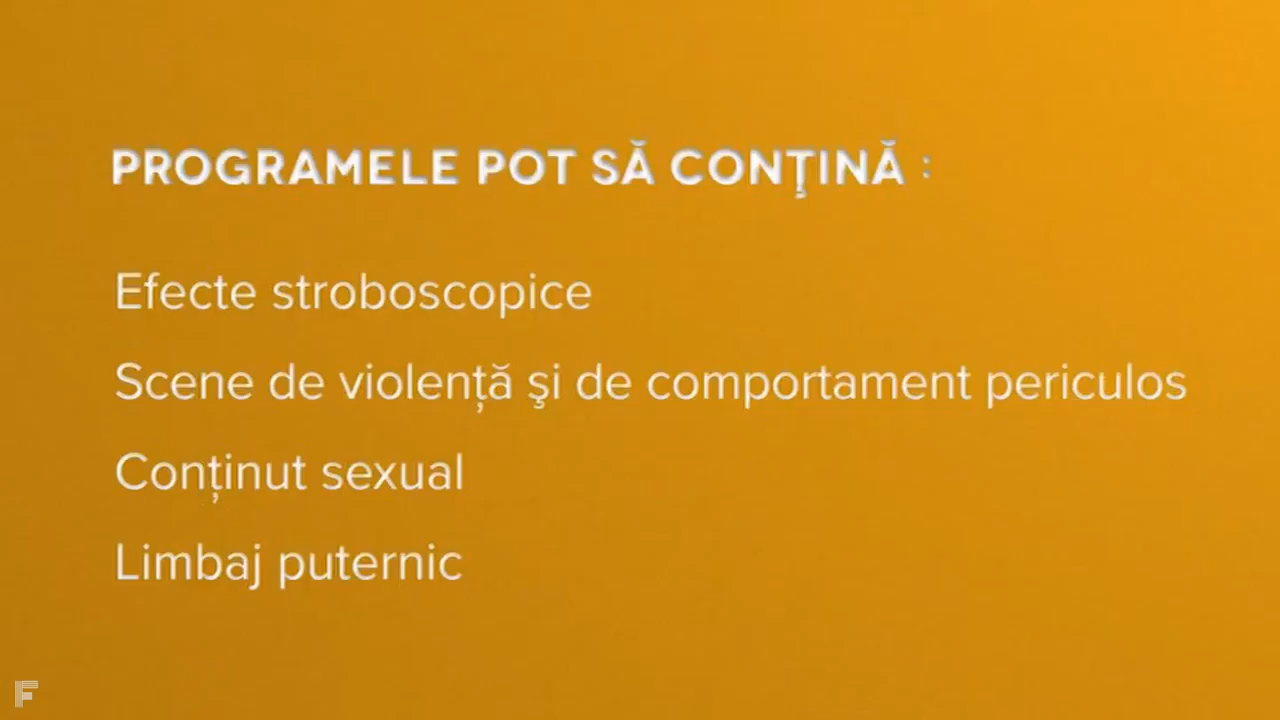 PROGRAMELE POT SĂ CONŢINĂ :
Efecte stroboscopice
Scene de violență şi de comportament periculos
Conținut sexual
Limbaj puternic
F